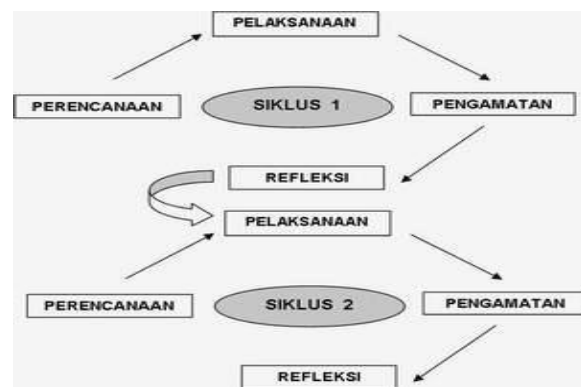 PELAKSANAAN
PERENCANAAN
SIKLUS 1
PENGAMATAN
REFLEKSI
PELAKSANAAN
PERENCANAAN
SIKLUS 2
PENGAMATAN
REFLEKSI